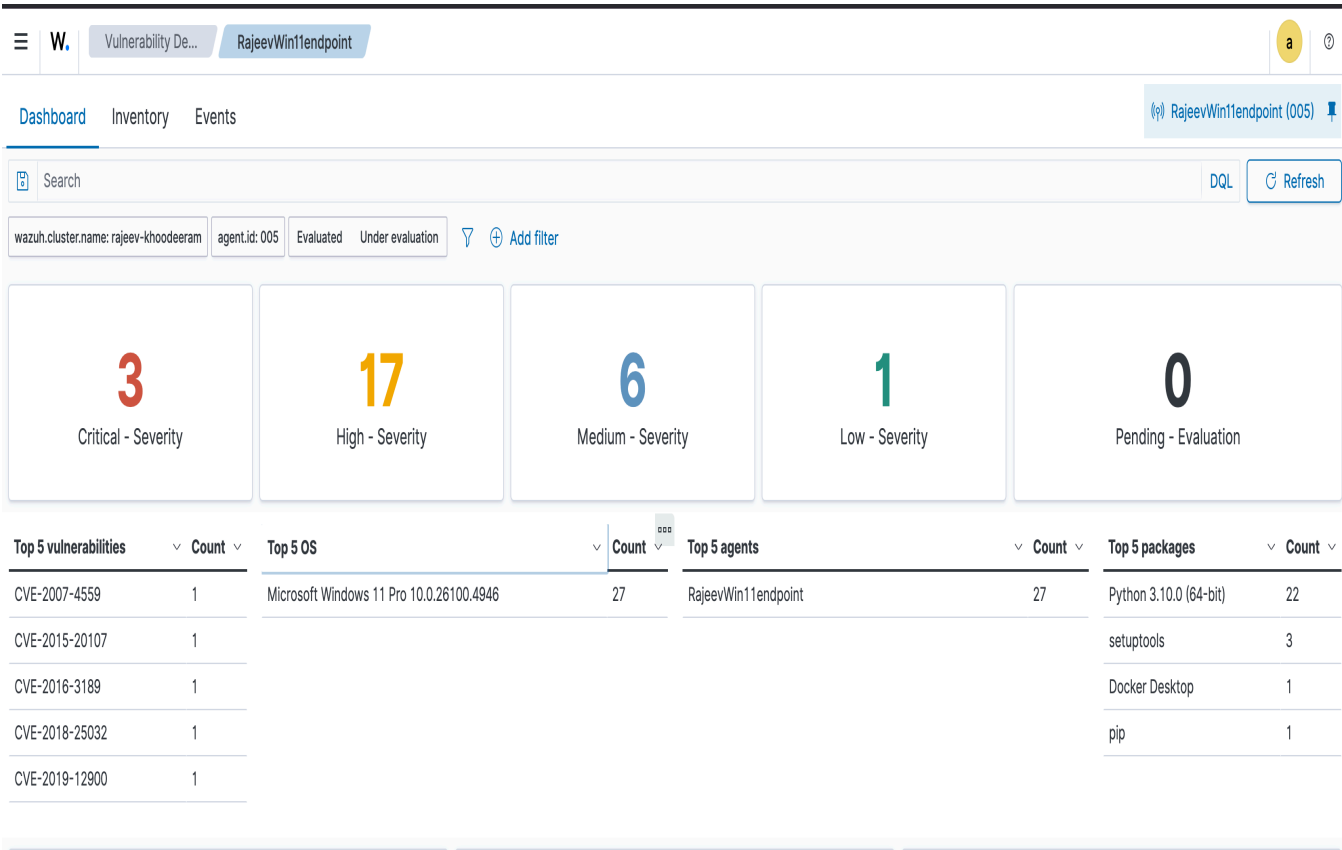 W. Vulnerability De... RajeevWin11endpoint a
Dashboard Inventory Events RajeevWin11endpoint (005)
Search DQL Refresh
wazuh.cluster.name: rajeev-khoodeeram agent.id: 005 Evaluated Under evaluation Add filter
3 17 6 1 0
Critical - Severity High - Severity Medium - Severity Low - Severity Pending - Evaluation
Top 5 vulnerabilities Count Top 5 OS Count Top 5 agents Count Top 5 packages Count
CVE-2007-4559 1 Microsoft Windows 11 Pro 10.0.26100.4946 27 RajeevWin11endpoint 27 Python 3.10.0 (64-bit) 22
CVE-2015-20107 1 setuptools 3
CVE-2016-3189 1 Docker Desktop 1
CVE-2018-25032 1 pip 1
CVE-2019-12900 1